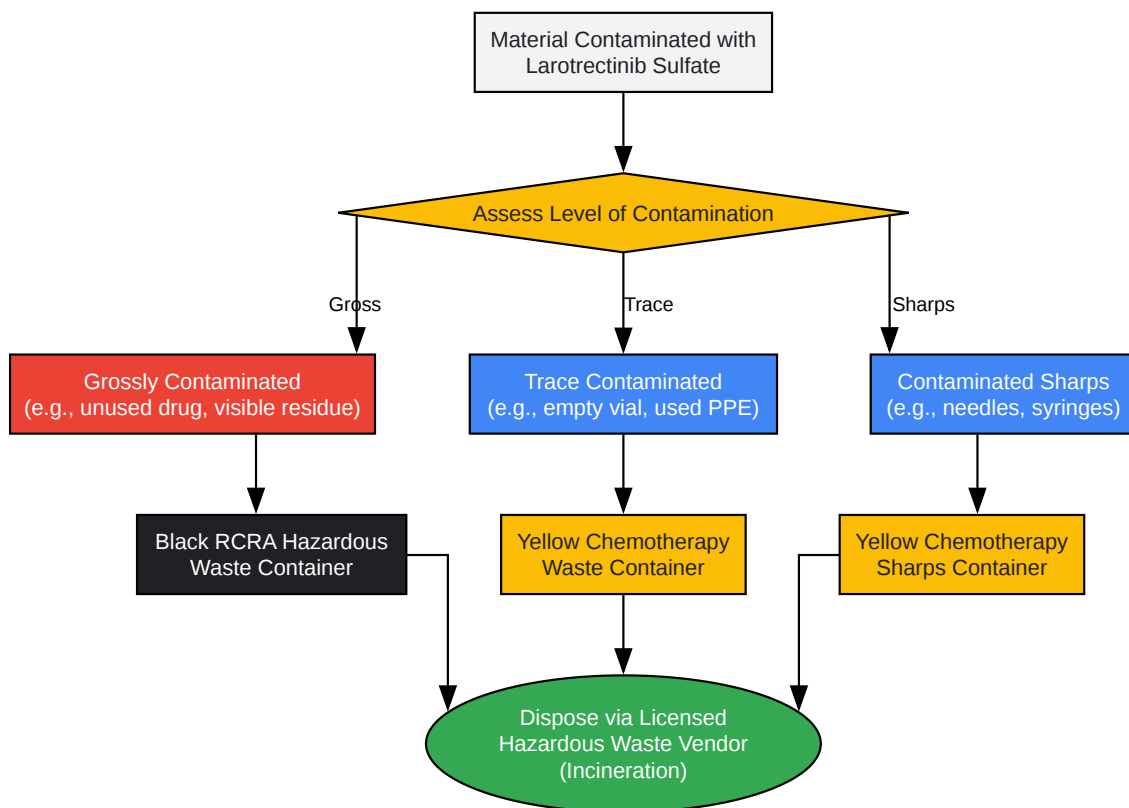 Material Contaminated with
Larotrectinib Sulfate
Assess Level of Contamination
Gross
Trace
Sharps
Grossly Contaminated
(e.g., unused drug, visible residue)
Trace Contaminated
(e.g., empty vial, used PPE)
Contaminated Sharps
(e.g., needles, syringes)
Black RCRA Hazardous
Waste Container
Yellow Chemotherapy
Waste Container
Yellow Chemotherapy
Sharps Container
Dispose via Licensed
Hazardous Waste Vendor
(Incineration)